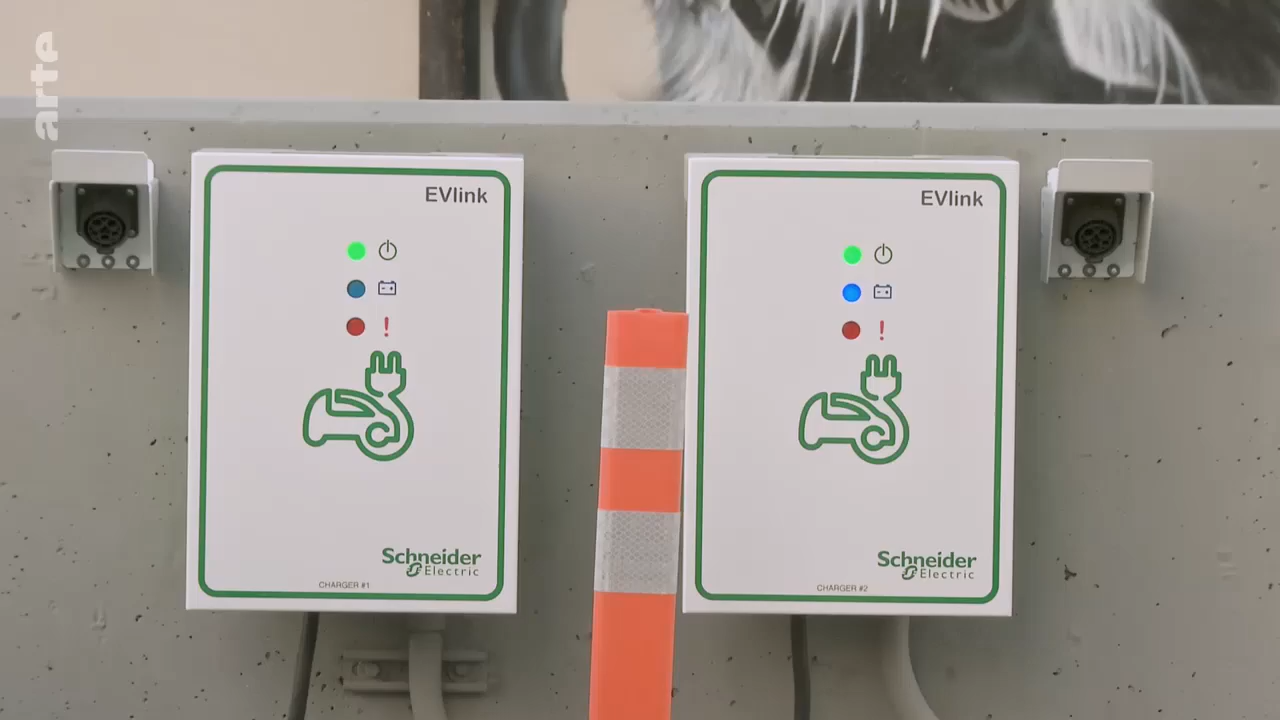 arte
EVlink
!
Schneider
Electric
CHARGER #1
EVlink
!
Schneider
Electric
CHARGER #2